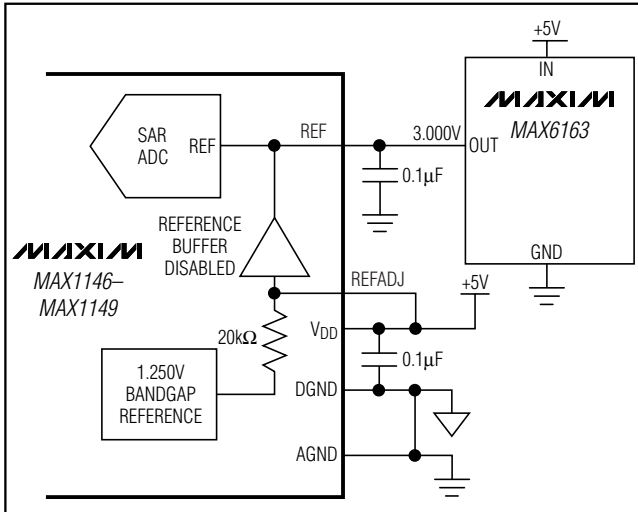 +5V
IN
MAXIM
MAX6163
3.000V
OUT
GND
SAR
ADC
REF
REF
0.1μF
REFERENCE
BUFFER
DISABLED
MAXIM
MAX1146–
MAX1149
REFADJ
+5V
VDD
20kΩ
0.1μF
1.250V
BANDGAP
REFERENCE
DGND
AGND